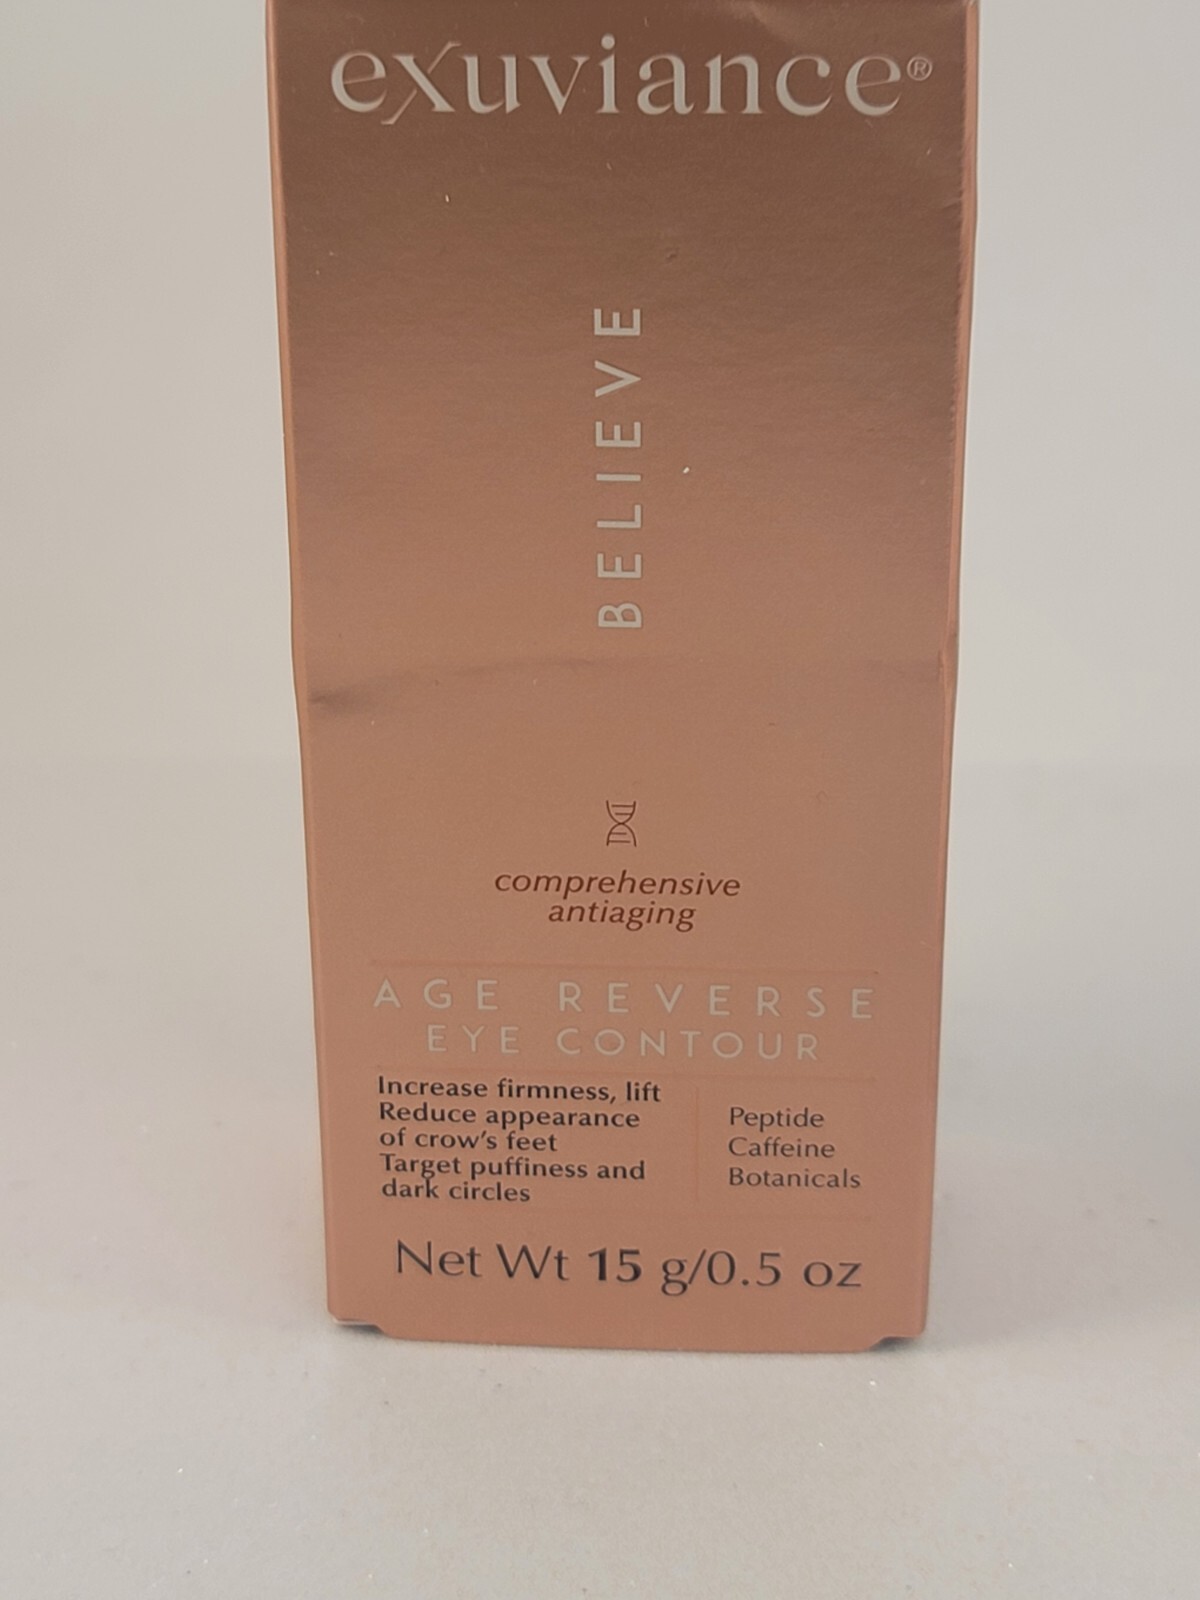 exuviance®
BELIEVE
comprehensive
antiaging
AGE REVERSE
EYE CONTOUR
Increase firmness, lift
Reduce appearance
of crow's feet
Target puffiness and
dark circles
Peptide
Caffeine
Botanicals
Net Wt 15 g/0.5 oz